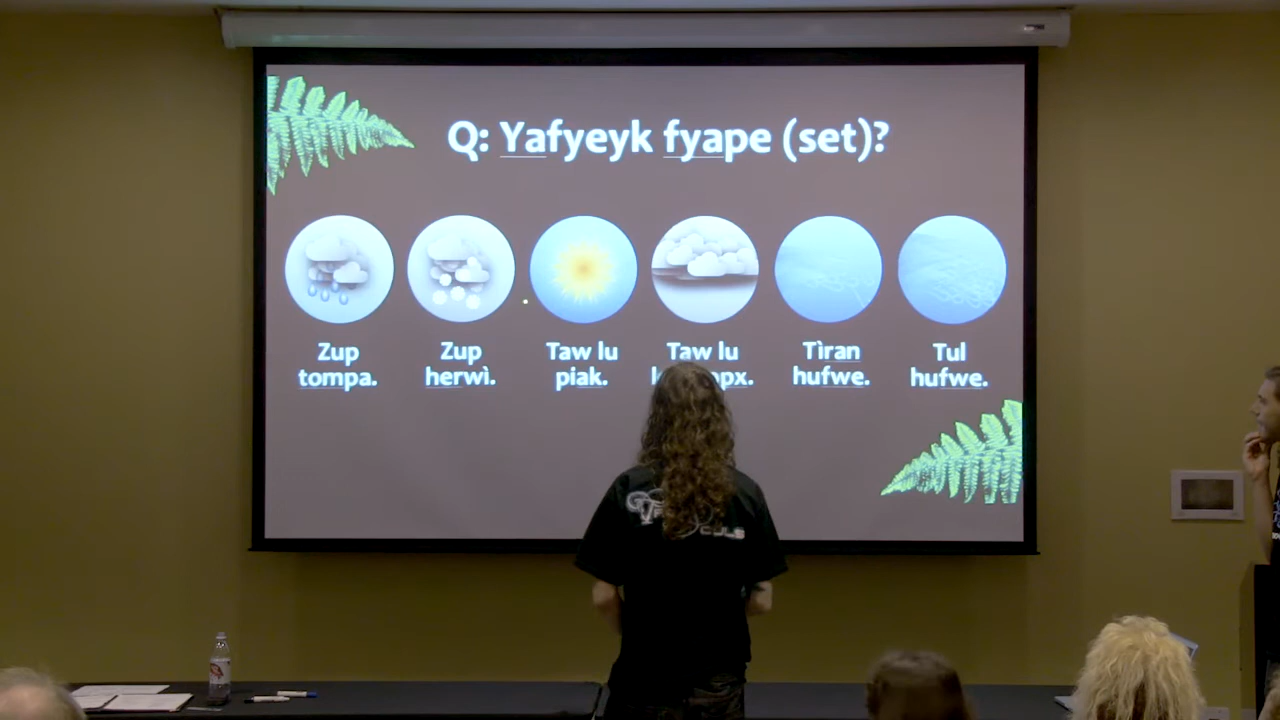 Q: Yafyeyk fyape (set)?
Zup
tompa.
Zup
herwì.
Taw lu
piak.
Taw lu
Tìran
hufwe.
Tul
hufwe.